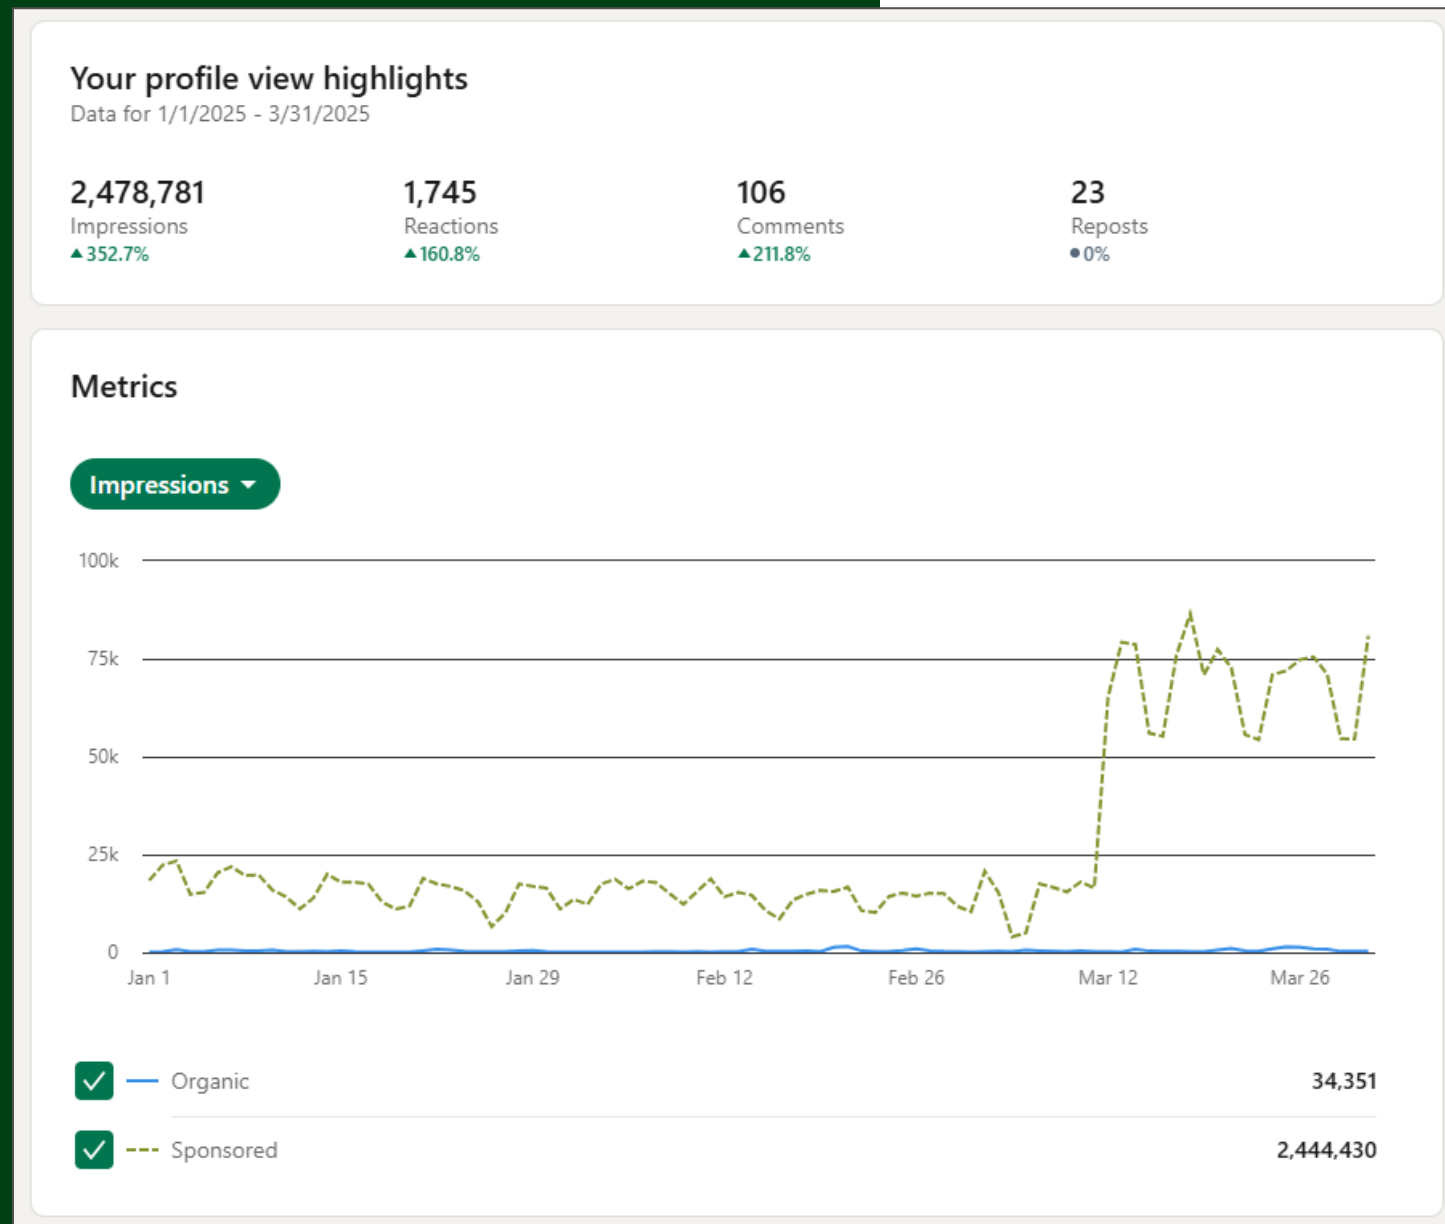 Your profile view highlights
Data for 1/1/2025 - 3/31/2025
2,478,781
Impressions
▲352.7%
1,745
Reactions
▲160.8%
106
Comments
▲211.8%
23
Reposts
●0%
Metrics
Impressions
100k
75k
50k
25k
0
Jan 1 Jan 15 Jan 29 Feb 12 Feb 26 Mar 12 Mar 26
Organic 34,351
Sponsored 2,444,430